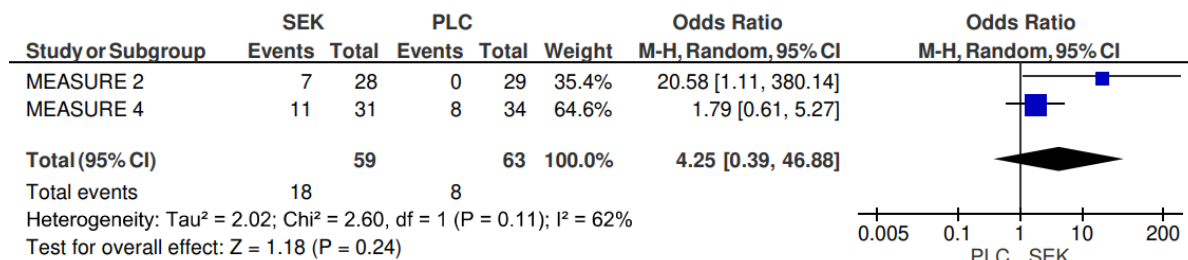 SEK PLC Odds Ratio Odds Ratio
Study or Subgroup Events Total Events Total Weight M-H, Random, 95% CI M-H, Random, 95% CI
MEASURE 2 7 28 0 29 35.4% 20.58 [1.11, 380.14]
MEASURE 4 11 31 8 34 64.6% 1.79 [0.61, 5.27]
Total (95% CI) 59 63 100.0% 4.25 [0.39, 46.88]
Total events 18 8
Heterogeneity: Tau² = 2.02; Chi² = 2.60, df = 1 (P = 0.11); I² = 62%
Test for overall effect: Z = 1.18 (P = 0.24)
0.005 0.1 1 10 200
PLC SEK